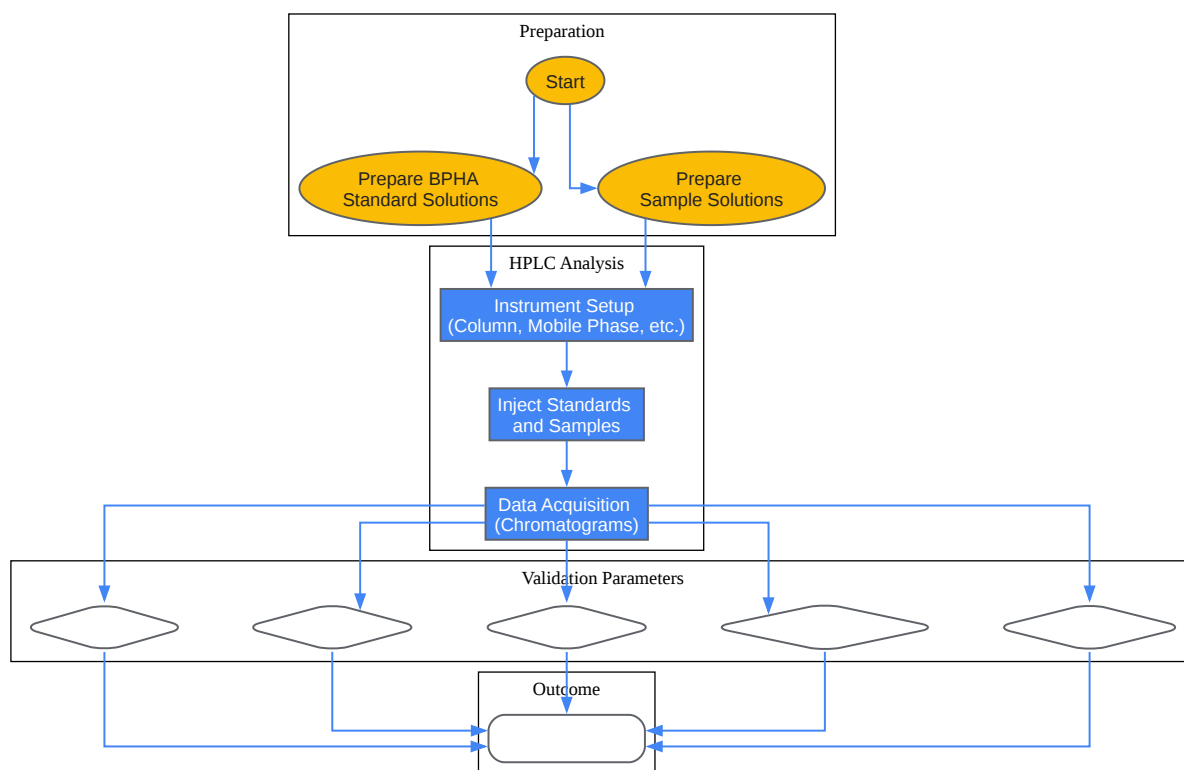 Preparation
Start
Prepare BPHA
Standard Solutions
Prepare
Sample Solutions
HPLC Analysis
Instrument Setup
(Column, Mobile Phase, etc.)
Inject Standards
and Samples
Data Acquisition
(Chromatograms)
Validation Parameters
Outcome